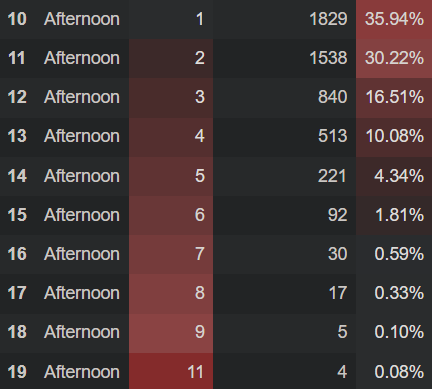 10 Afternoon 1 1829 35.94%
11 Afternoon 2 1538 30.22%
12 Afternoon 3 840 16.51%
13 Afternoon 4 513 10.08%
14 Afternoon 5 221 4.34%
15 Afternoon 6 92 1.81%
16 Afternoon 7 30 0.59%
17 Afternoon 8 17 0.33%
18 Afternoon 9 5 0.10%
19 Afternoon 11 4 0.08%